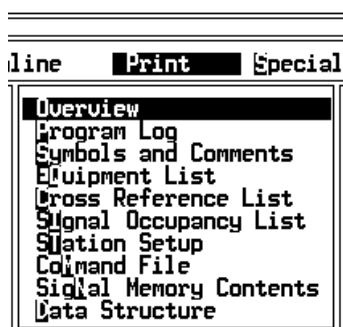 line Print Special
Overview
Program Log
Symbols and Comments
Equipment List
Cross Reference List
Signal Occupancy List
Station Setup
Command File
Signal Memory Contents
Data Structure